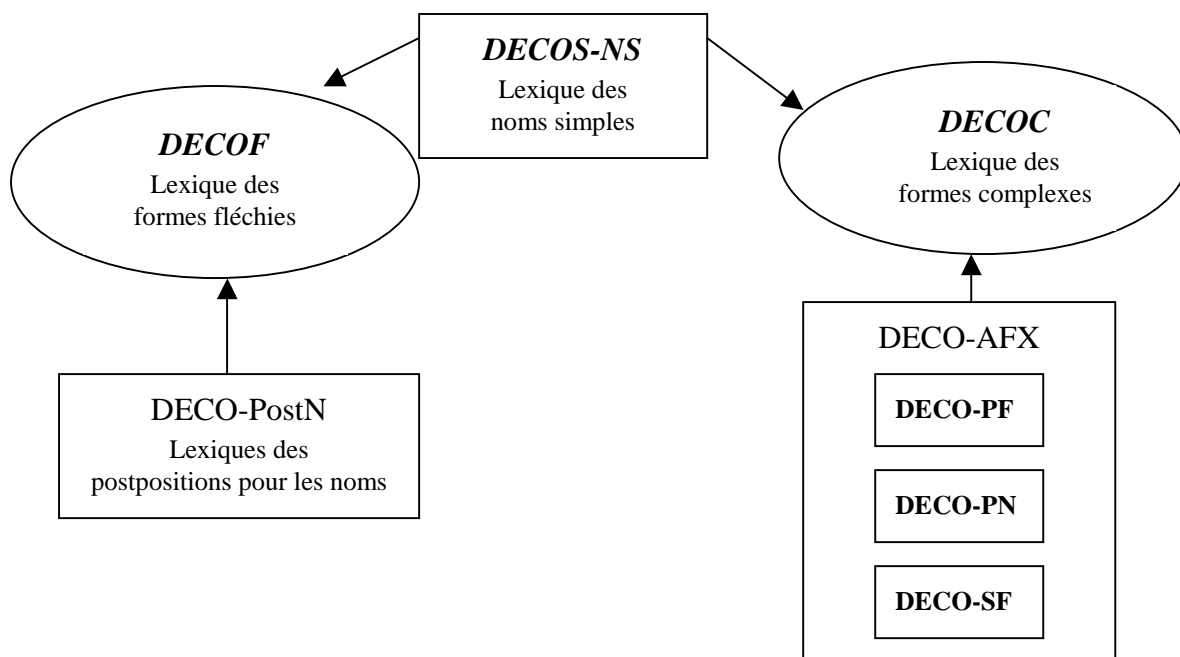 DECOS-NS
Lexique des
noms simples
DECOF
Lexique des
formes fléchies
DECOC
Lexique des
formes complexes
DECO-PostN
Lexiques des
postpositions pour les noms
DECO-AFX
DECO-PF
DECO-PN
DECO-SF